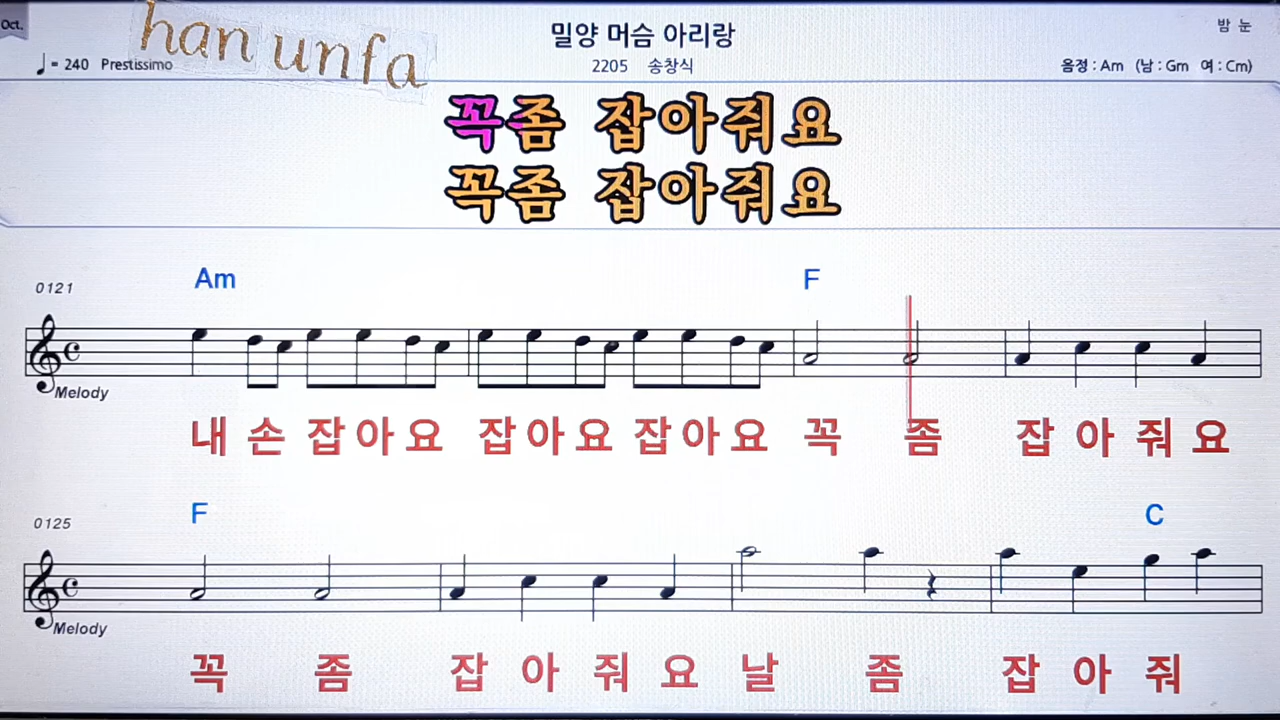 Oct.
han unfa
밀양 머슴 아리랑
밤 눈
♩ = 240 Prestissimo
2205 송창식
음정 : Am (남 : Gm 여 : Cm)
꼭좀 잡아줘요
꼭좀 잡아줘요
Am F
0121
Melody
내 손 잡 아 요 잡 아 요 잡 아 요 꼭 좀 잡 아 줘 요
F C
0125
Melody
꼭 좀 잡 아 줘 요 날 좀 잡 아 줘